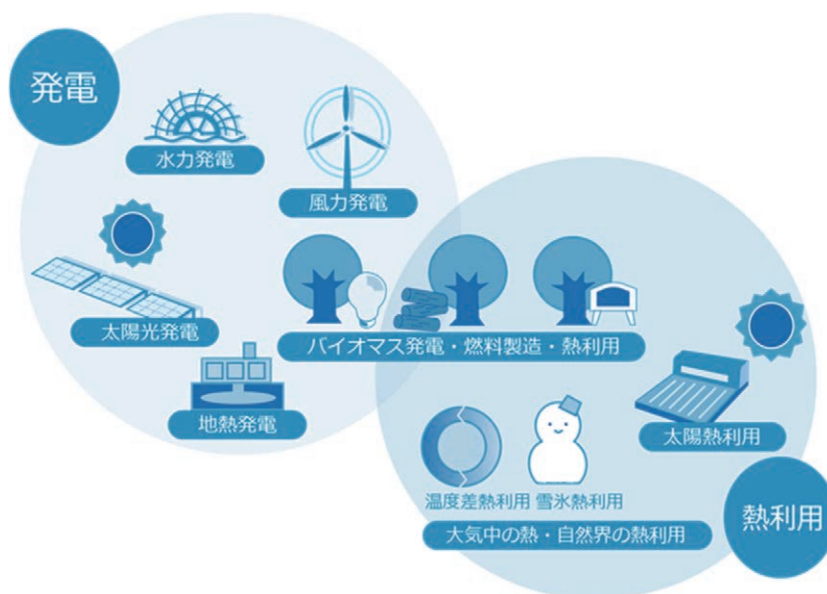 発電
水力発電
風力発電
太陽光発電
バイオマス発電・燃料製造・熱利用
地熱発電
太陽熱利用
温度差熱利用 雪氷熱利用
大気中の熱・自然界の熱利用
熱利用